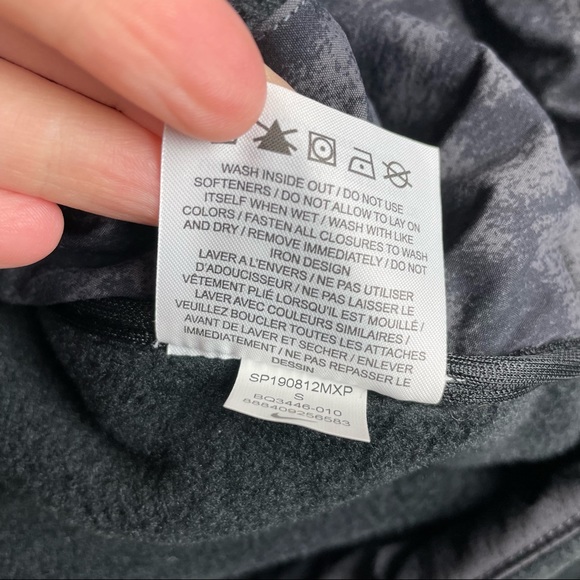 WASH INSIDE OUT / DO NOT USE
SOFTENERS / DO NOT ALLOW TO LAY ON
ITSELF WHEN WET / WASH WITH LIKE
COLORS / FASTEN ALL CLOSURES TO WASH
AND DRY / REMOVE IMMEDIATELY / DO NOT
IRON DESIGN
LAVER A L'ENVERS / NE PAS UTILISER
D'ADOUCISSEUR / NE PAS LAISSER LE
VÊTEMENT PLIÉ LORSQU'IL EST MOUILLÉ /
LAVER AVEC COULEURS SIMILAIRES /
VEUILLEZ BOUCLER TOUTES LES ATTACHES
AVANT DE LAVER ET SECHER / ENLEVER
IMMEDIATEMENT / NE PAS REPASSER LE
DESSIN
SP190812MXP
S
BQ3446-010
888409256583